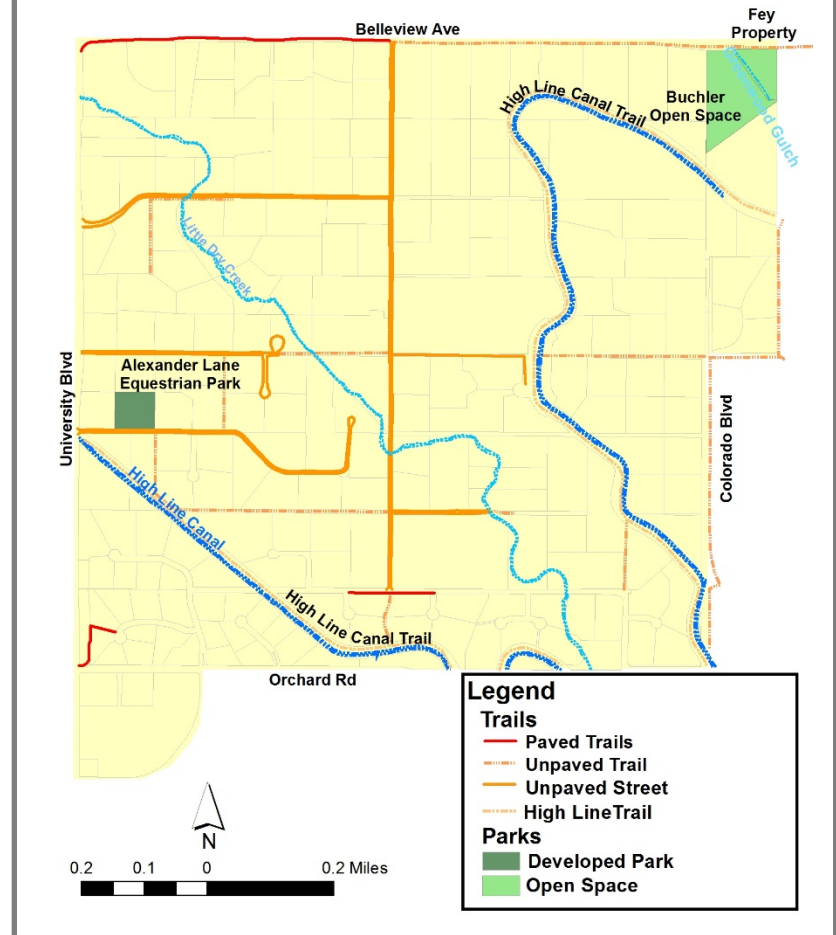 Fey
Property
Belleview Ave
High Line Canal Trail
Buchler
Open Space
Greenwood Gulch
Little Dry Creek
University Blvd
Alexander Lane
Equestrian Park
Colorado Blvd
High Line Canal
High Line Canal Trail
Orchard Rd
Legend
Trails
Paved Trails
Unpaved Trail
Unpaved Street
High LineTrail
Parks
Developed Park
Open Space
N
0.2 0.1 0 0.2 Miles